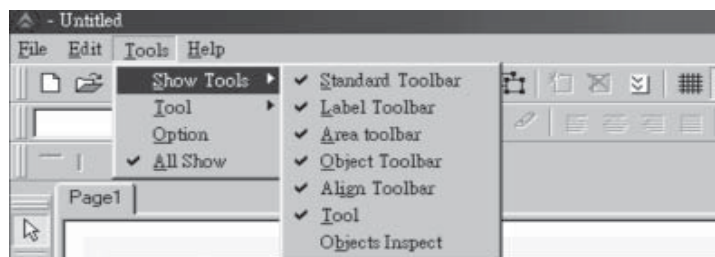 - Untitled
File Edit Tools Help
Show Tools
Tool
Option
✓ All Show
✓ Standard Toolbar
✓ Label Toolbar
✓ Area toolbar
✓ Object Toolbar
✓ Align Toolbar
✓ Tool
Objects Inspect
Page1